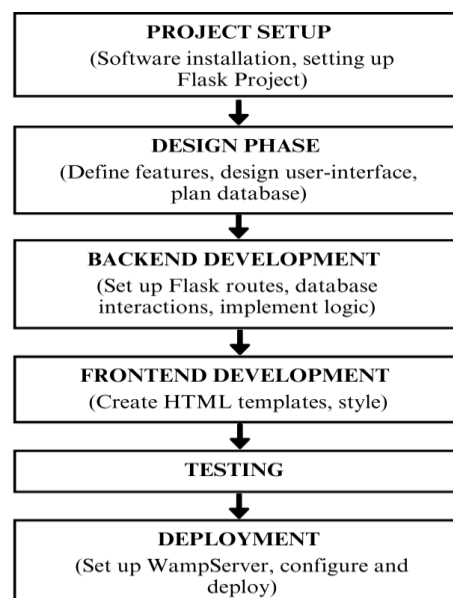 PROJECT SETUP
(Software installation, setting up
Flask Project)
DESIGN PHASE
(Define features, design user-interface,
plan database)
BACKEND DEVELOPMENT
(Set up Flask routes, database
interactions, implement logic)
FRONTEND DEVELOPMENT
(Create HTML templates, style)
TESTING
DEPLOYMENT
(Set up WampServer, configure and
deploy)